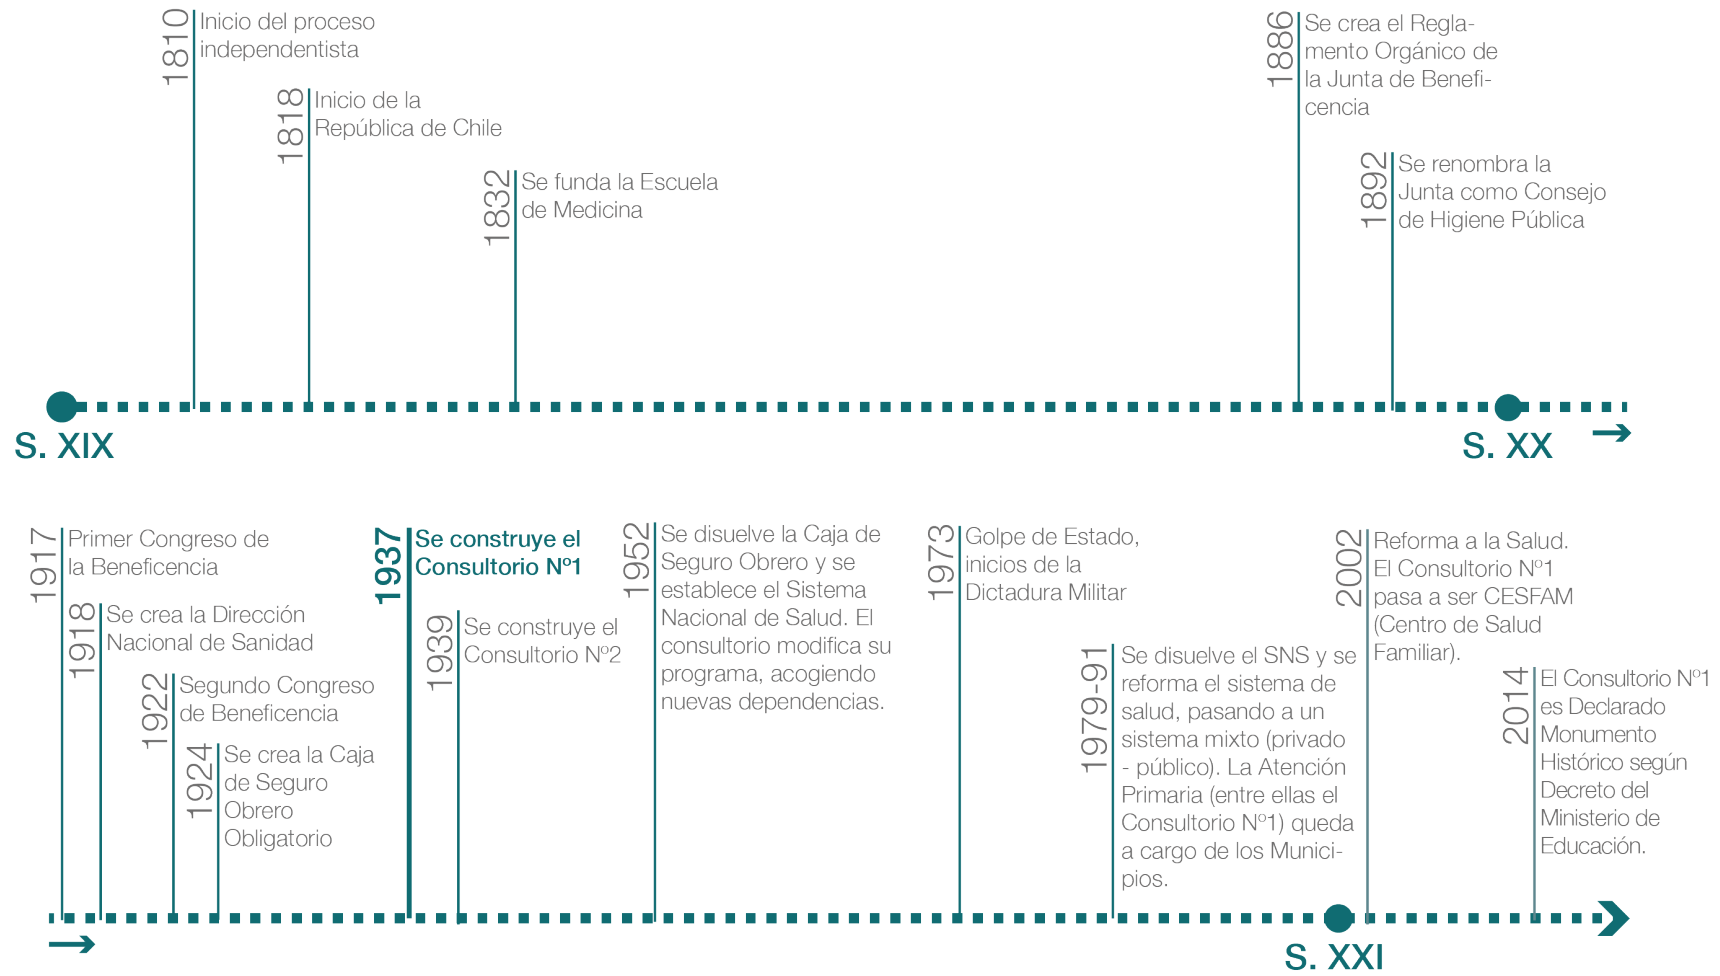 1810
Inicio del proceso
independentista
1818
Inicio de la
República de Chile
1832
Se funda la Escuela
de Medicina
1886
Se crea el Regla-
mento Orgánico de
la Junta de Benefi-
cencia
1892
Se renombra la
Junta como Consejo
de Higiene Pública
S. XIX
S. XX
1917
Primer Congreso de
la Beneficencia
1918
Se crea la Dirección
Nacional de Sanidad
1922
Segundo Congreso
de Beneficencia
1924
Se crea la Caja
de Seguro
Obrero
Obligatorio
1937
Se construye el
Consultorio Nº1
1939
Se construye el
Consultorio Nº2
1952
Se disuelve la Caja de
Seguro Obrero y se
establece el Sistema
Nacional de Salud. El
consultorio modifica su
programa, acogiendo
nuevas dependencias.
1973
Golpe de Estado,
inicios de la
Dictadura Militar
1979-91
Se disuelve el SNS y se
reforma el sistema de
salud, pasando a un
sistema mixto (privado
- público). La Atención
Primaria (entre ellas el
Consultorio Nº1) queda
a cargo de los Munici-
pios.
2002
Reforma a la Salud.
El Consultorio Nº1
pasa a ser CESFAM
(Centro de Salud
Familiar).
2014
El Consultorio Nº1
es Declarado
Monumento
Histórico según
Decreto del
Ministerio de
Educación.
S. XXI